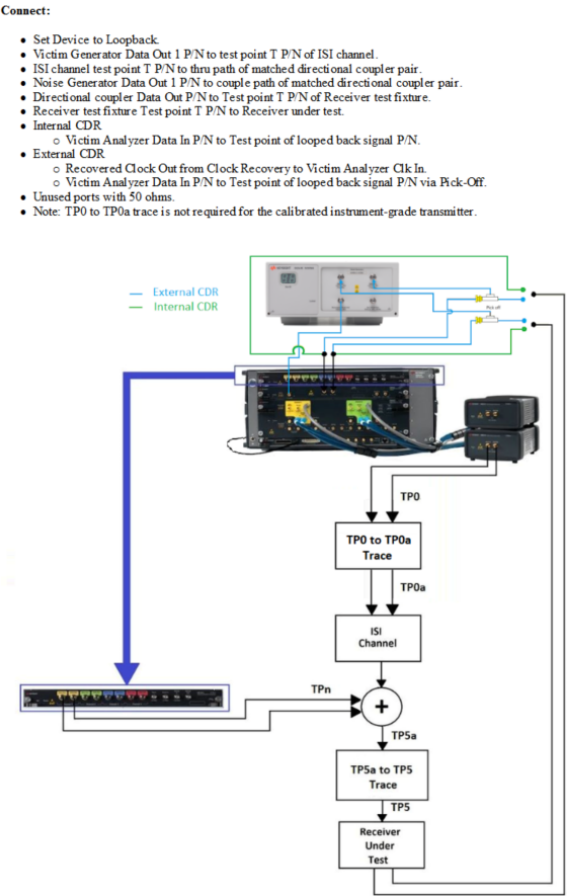 Connect:
• Set Device to Loopback.
• Victim Generator Data Out 1 P/N to test point T P/N of ISI channel.
• ISI channel test point T P/N to thru path of matched directional coupler pair.
• Noise Generator Data Out 1 P/N to couple path of matched directional coupler pair.
• Directional coupler Data Out P/N to Test point T P/N of Receiver test fixture.
• Receiver test fixture Test point T P/N to Receiver under test.
• Internal CDR
o Victim Analyzer Data In P/N to Test point of looped back signal P/N.
• External CDR
o Recovered Clock Out from Clock Recovery to Victim Analyzer Clk In.
o Victim Analyzer Data In P/N to Test point of looped back signal P/N via Pick-Off.
• Unused ports with 50 ohms.
• Note: TP0 to TP0a trace is not required for the calibrated instrument-grade transmitter.
External CDR
Internal CDR
Pick off
TP0
TP0 to TP0a
Trace
TP0a
ISI
Channel
TPn
+
TP5a
TP5a to TP5
Trace
TP5
Receiver
Under
Test